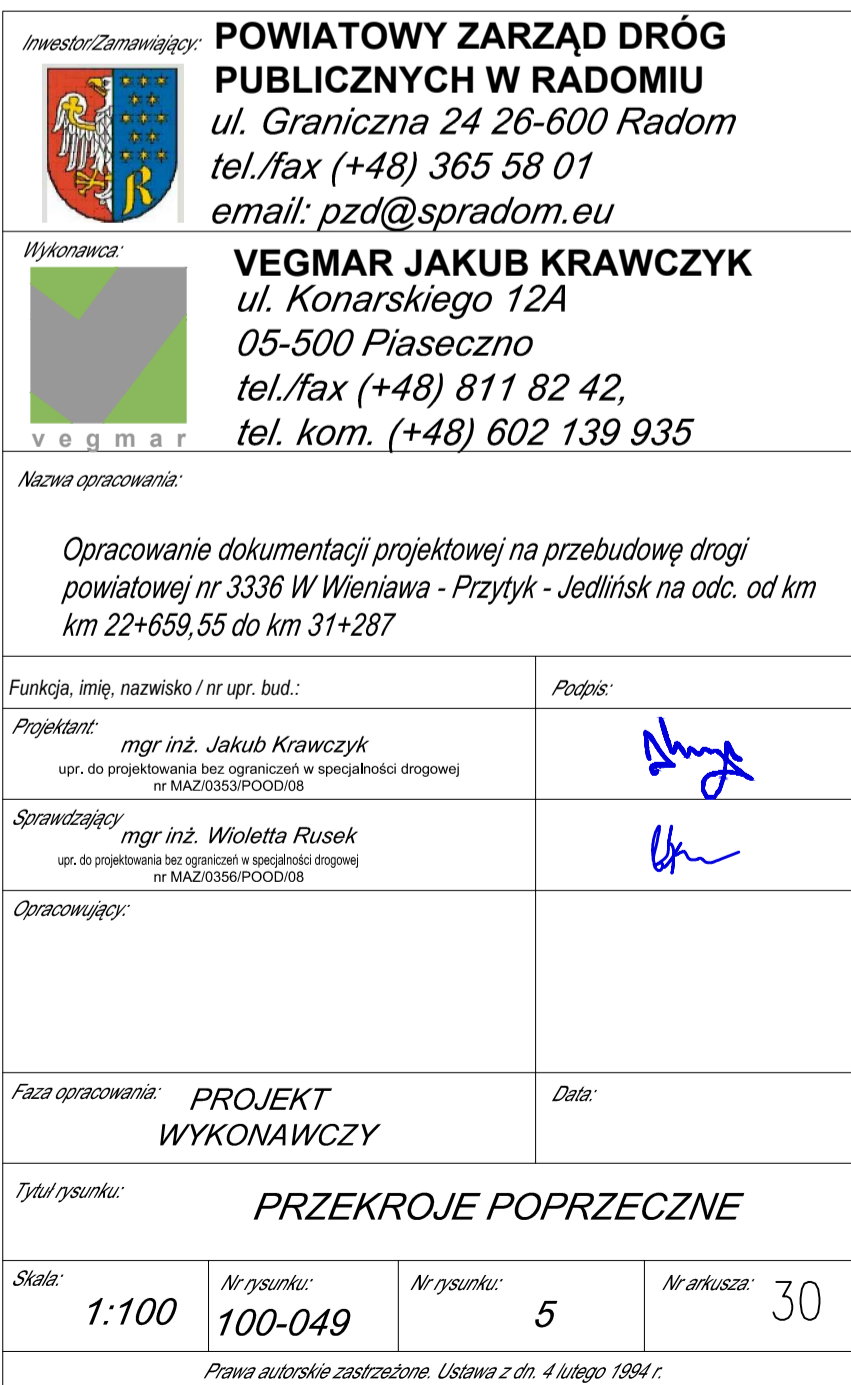 Inwestor/Zamawiający: POWIATOWY ZARZĄD DRÓG
PUBLICZNYCH W RADOMIU
ul. Graniczna 24 26-600 Radom
tel./fax (+48) 365 58 01
email: pzd@spradom.eu
R
Wykonawca:
VEGMAR JAKUB KRAWCZYK
ul. Konarskiego 12A
05-500 Piaseczno
tel./fax (+48) 811 82 42,
tel. kom. (+48) 602 139 935
vegmar
Nazwa opracowania:
Opracowanie dokumentacji projektowej na przebudowę drogi
powiatowej nr 3336 W Wieniawa - Przytyk - Jedlińsk na odc. od km
km 22+659,55 do km 31+287
Funkcja, imię, nazwisko / nr upr. bud.: Podpis:
Projektant:
mgr inż. Jakub Krawczyk
upr. do projektowania bez ograniczeń w specjalności drogowej
nr MAZ/0353/POOD/08
Sprawdzający
mgr inż. Wioletta Rusek
upr. do projektowania bez ograniczeń w specjalności drogowej
nr MAZ/0356/POOD/08
Opracowujący:
Faza opracowania: PROJEKT
WYKONAWCZY
Data:
Tytuł rysunku:
PRZEKROJE POPRZECZNE
Skala: 1:100
Nr rysunku: 100-049
Nr rysunku: 5
Nr arkusza: 30
Prawa autorskie zastrzeżone. Ustawa z dn. 4 lutego 1994 r.